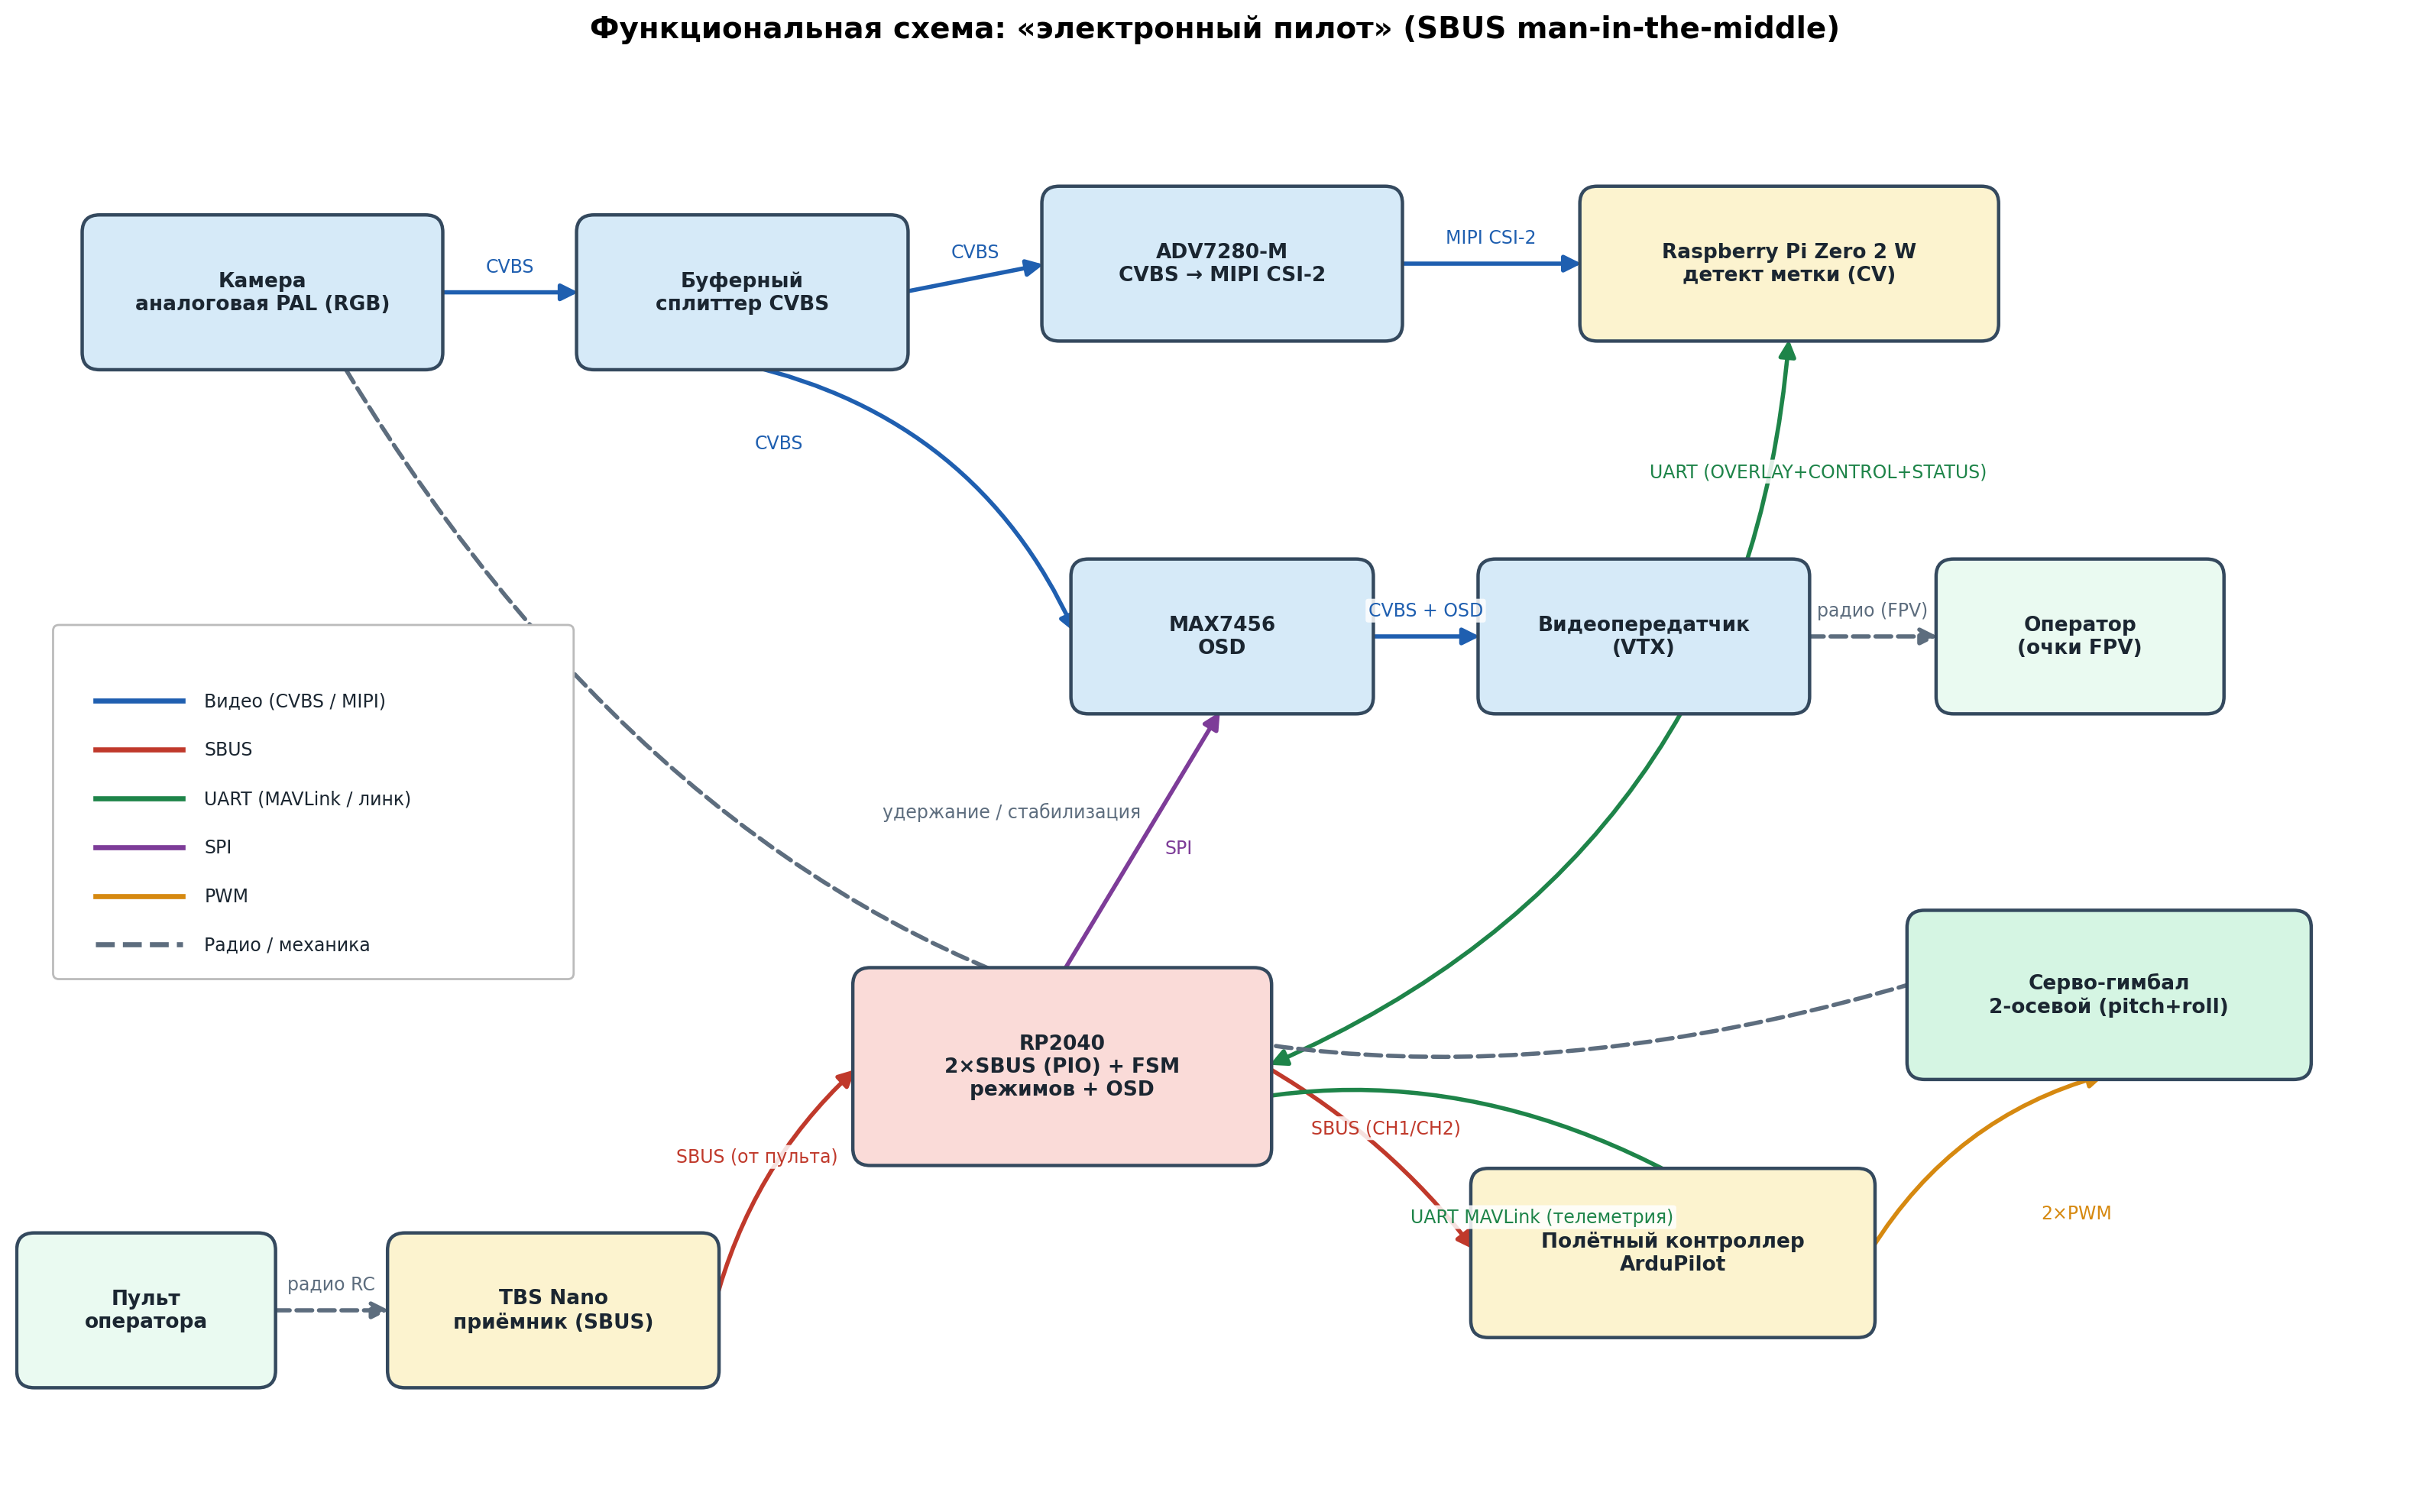 Функциональная схема: «электронный пилот» (SBUS man-in-the-middle)
Камера
аналоговая PAL (RGB)
CVBS
Буферный
сплиттер CVBS
CVBS
ADV7280-M
CVBS → MIPI CSI-2
MIPI CSI-2
Raspberry Pi Zero 2 W
детект метки (CV)
CVBS
UART (OVERLAY+CONTROL+STATUS)
MAX7456
OSD
CVBS + OSD
Видеопередатчик
(VTX)
радио (FPV)
Оператор
(очки FPV)
Видео (CVBS / MIPI)
SBUS
UART (MAVLink / линк)
SPI
PWM
Радио / механика
удержание / стабилизация
SPI
RP2040
2×SBUS (PIO) + FSM
режимов + OSD
Серво-гимбал
2-осевой (pitch+roll)
SBUS (от пульта)
SBUS (CH1/CH2)
UART MAVLink (телеметрия)
Полётный контроллер
ArduPilot
2×PWM
Пульт
оператора
радио RC
TBS Nano
приёмник (SBUS)